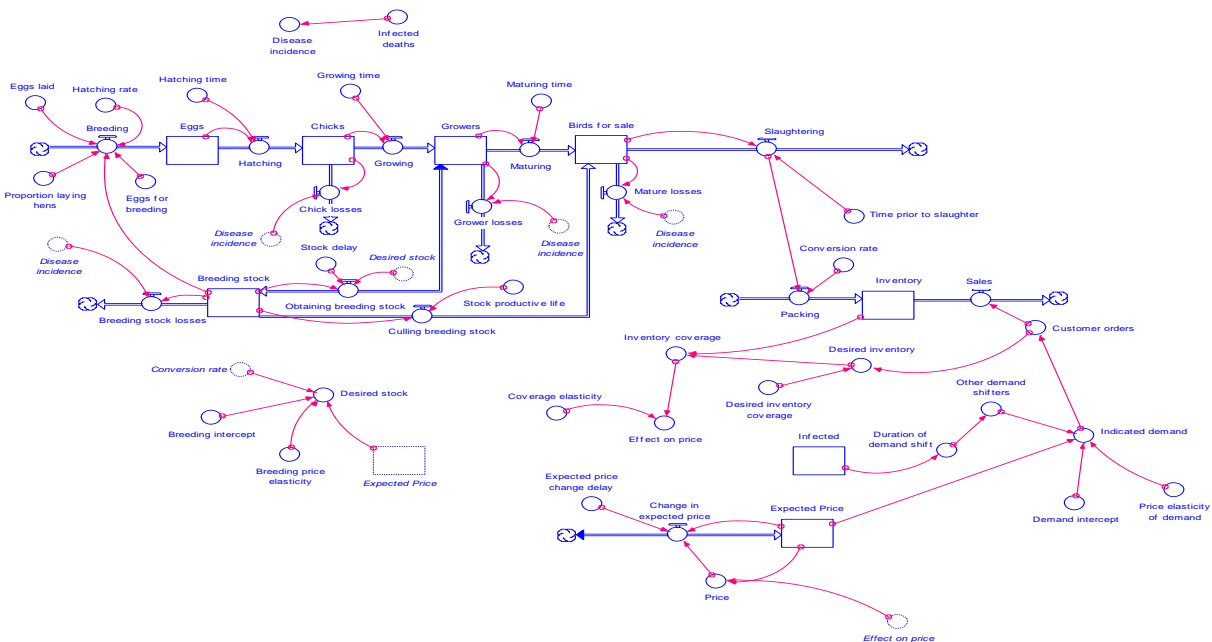 Disease
incidence
Infected
deaths
Hatching time
Growing time
Maturing time
Eggs laid
Hatching rate
Breeding
Eggs
Chicks
Growers
Birds for sale
Slaughtering
Hatching
Growing
Maturing
Proportion laying
hens
Eggs for
breeding
Chick losses
Grower losses
Mature losses
Time prior to slaughter
Disease
incidence
Disease
incidence
Disease
incidence
Disease
incidence
Stock delay
Desired stock
Conversion rate
Breeding stock
Obtaining breeding stock
Stock productive life
Inventory
Sales
Breeding stock losses
Culling breeding stock
Packing
Customer orders
Inventory coverage
Desired inventory
Conversion rate
Desired stock
Breeding intercept
Breeding price
elasticity
Expected Price
Coverage elasticity
Effect on price
Desired inventory
coverage
Other demand
shifters
Infected
Duration of
demand shift
Indicated demand
Demand intercept
Price elasticity
of demand
Expected price
change delay
Change in
expected price
Expected Price
Price
Effect on price